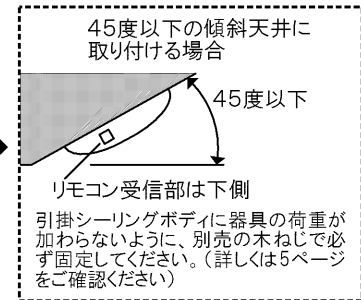 45度以下の傾斜天井に
取り付ける場合
45度以下
リモコン受信部は下側
引掛シーリングボディに器具の荷重が
加わらないように、別売の木ねじで必
ず固定してください。(詳しくは5ページ
をご確認ください)